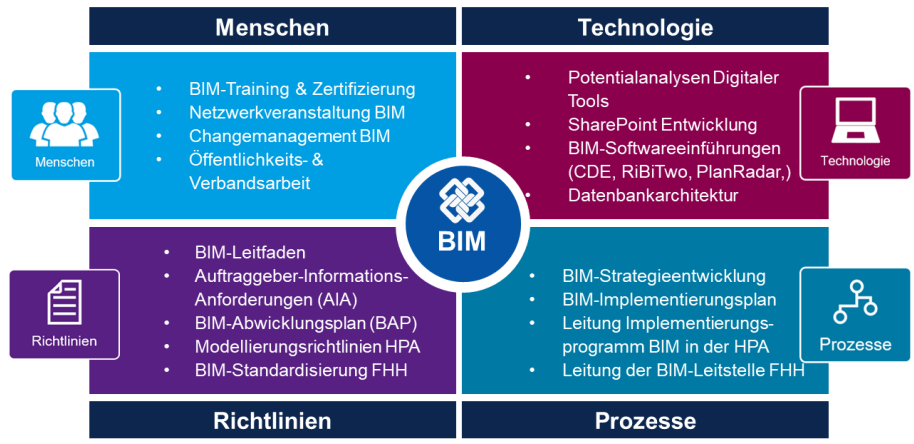 Menschen
Technologie
• BIM-Training & Zertifizierung
• Netzwerkveranstaltung BIM
• Changemanagement BIM
• Öffentlichkeits- &
Verbandsarbeit
Menschen
• Potentialanalysen Digitaler
Tools
• SharePoint Entwicklung
• BIM-Softwareeinführungen
(CDE, RiBiTwo, PlanRadar,)
• Datenbankarchitektur
Technologie
BIM
• BIM-Leitfaden
• Auftraggeber-Informations-
Anforderungen (AIA)
• BIM-Abwicklungsplan (BAP)
• Modellierungsrichtlinien HPA
• BIM-Standardisierung FHH
Richtlinien
• BIM-Strategieentwicklung
• BIM-Implementierungsplan
• Leitung Implementierungs-
programm BIM in der HPA
• Leitung der BIM-Leitstelle FHH
Prozesse
Richtlinien
Prozesse